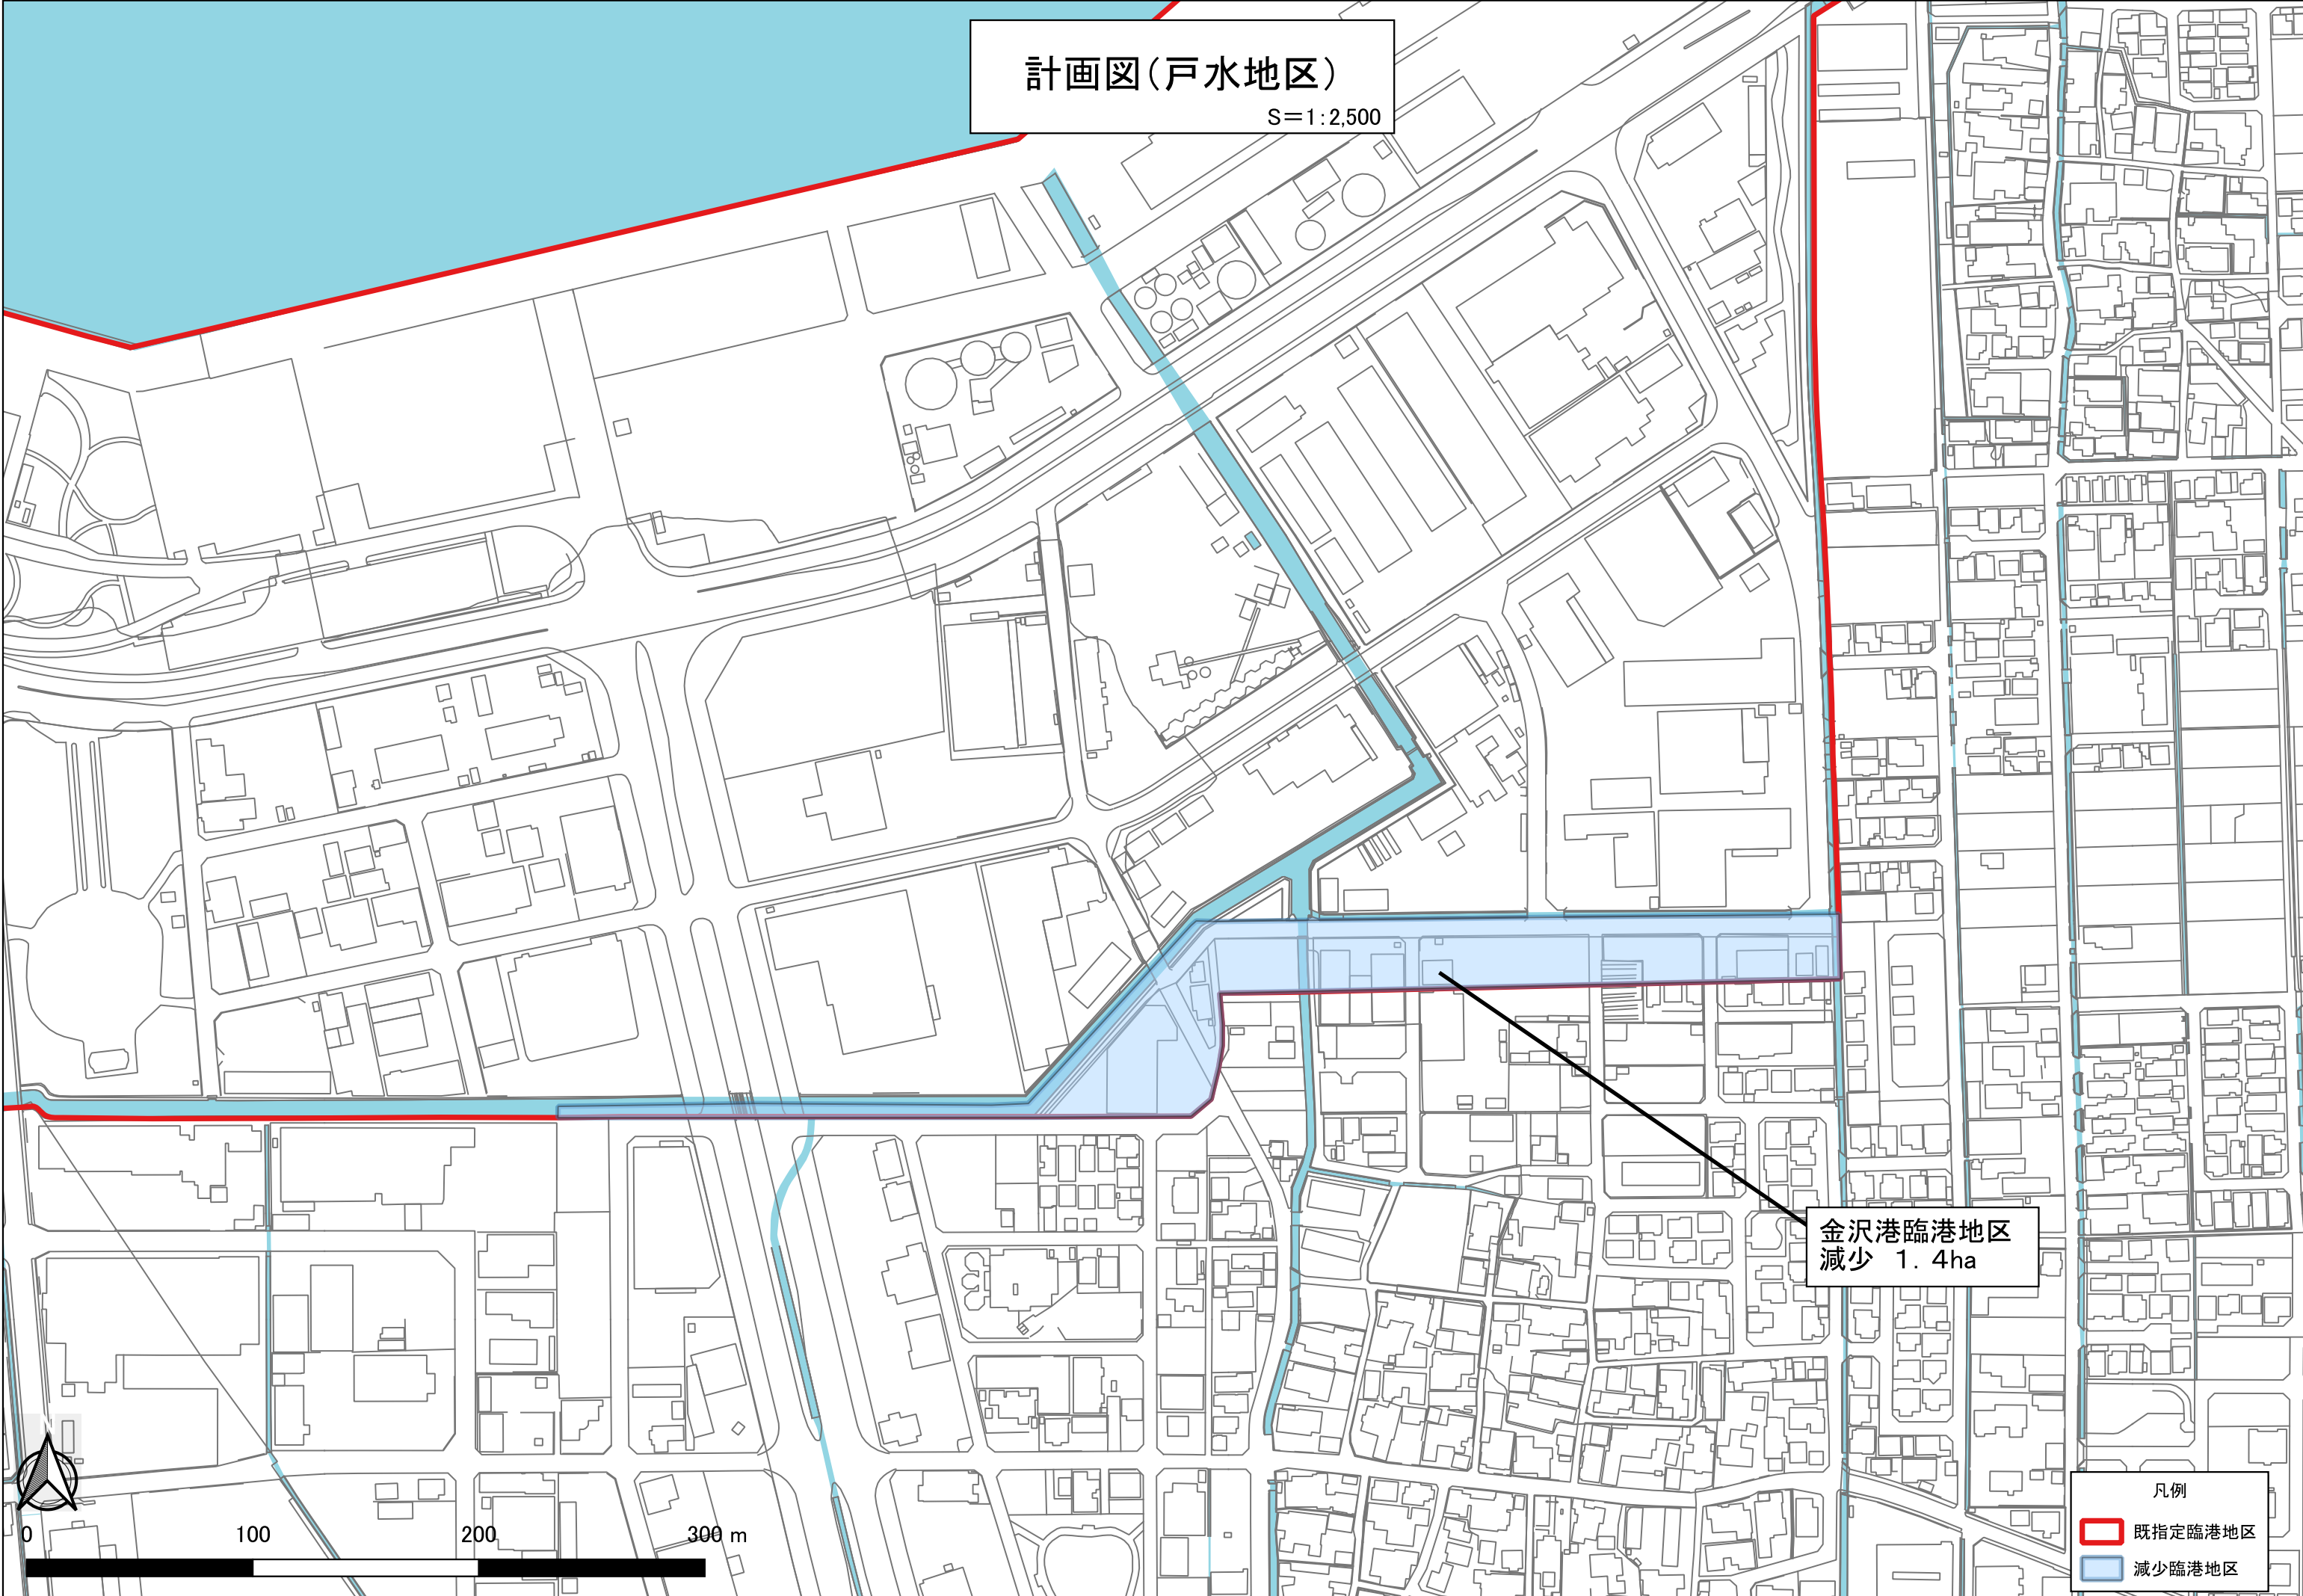 計画図（戸水地区）
S＝1：2,500
金沢港臨港地区
減少　1．4ha
N
0 100 200 300 m
凡例
既指定臨港地区
減少臨港地区